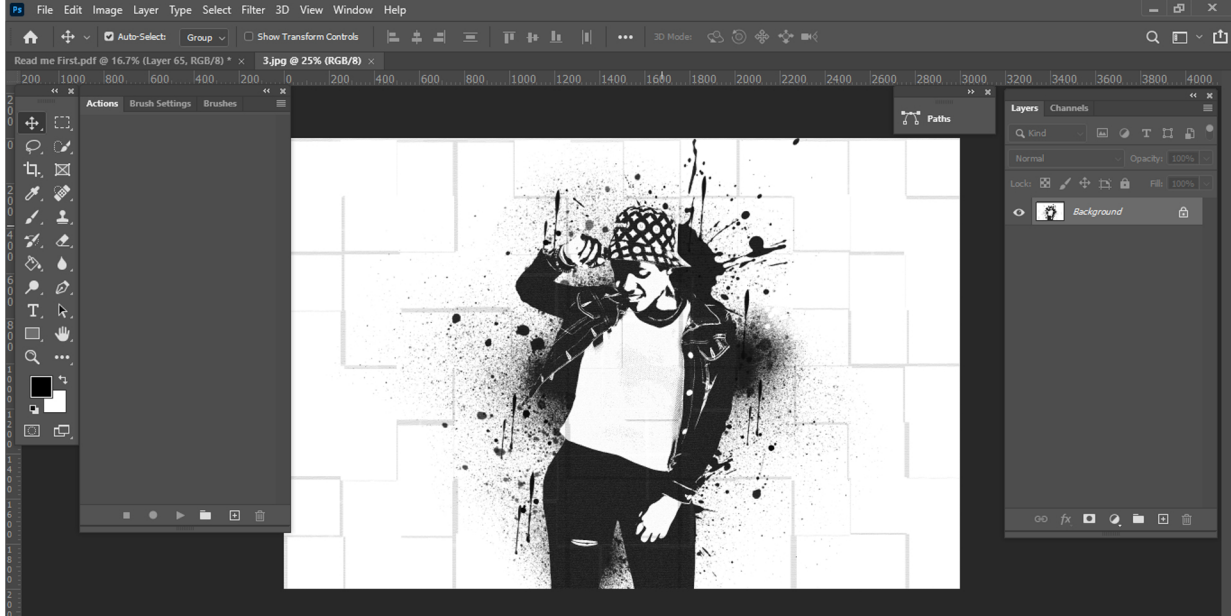 Ps File Edit Image Layer Type Select Filter 3D View Window Help
Auto-Select: Group Show Transform Controls 3D Mode:
Read me First.pdf @ 16.7% (Layer 65, RGB/8) * × 3.jpg @ 25% (RGB/8) ×
200 1000 800 600 400 200 0 200 400 600 800 1000 1200 1400 1600 1800 2000 2200 2400 2600 2800 3000 3200 3400 3600 3800 4000
Actions Brush Settings Brushes
Paths
Layers Channels
Kind
Normal Opacity: 100%
Lock: Fill: 100%
Background